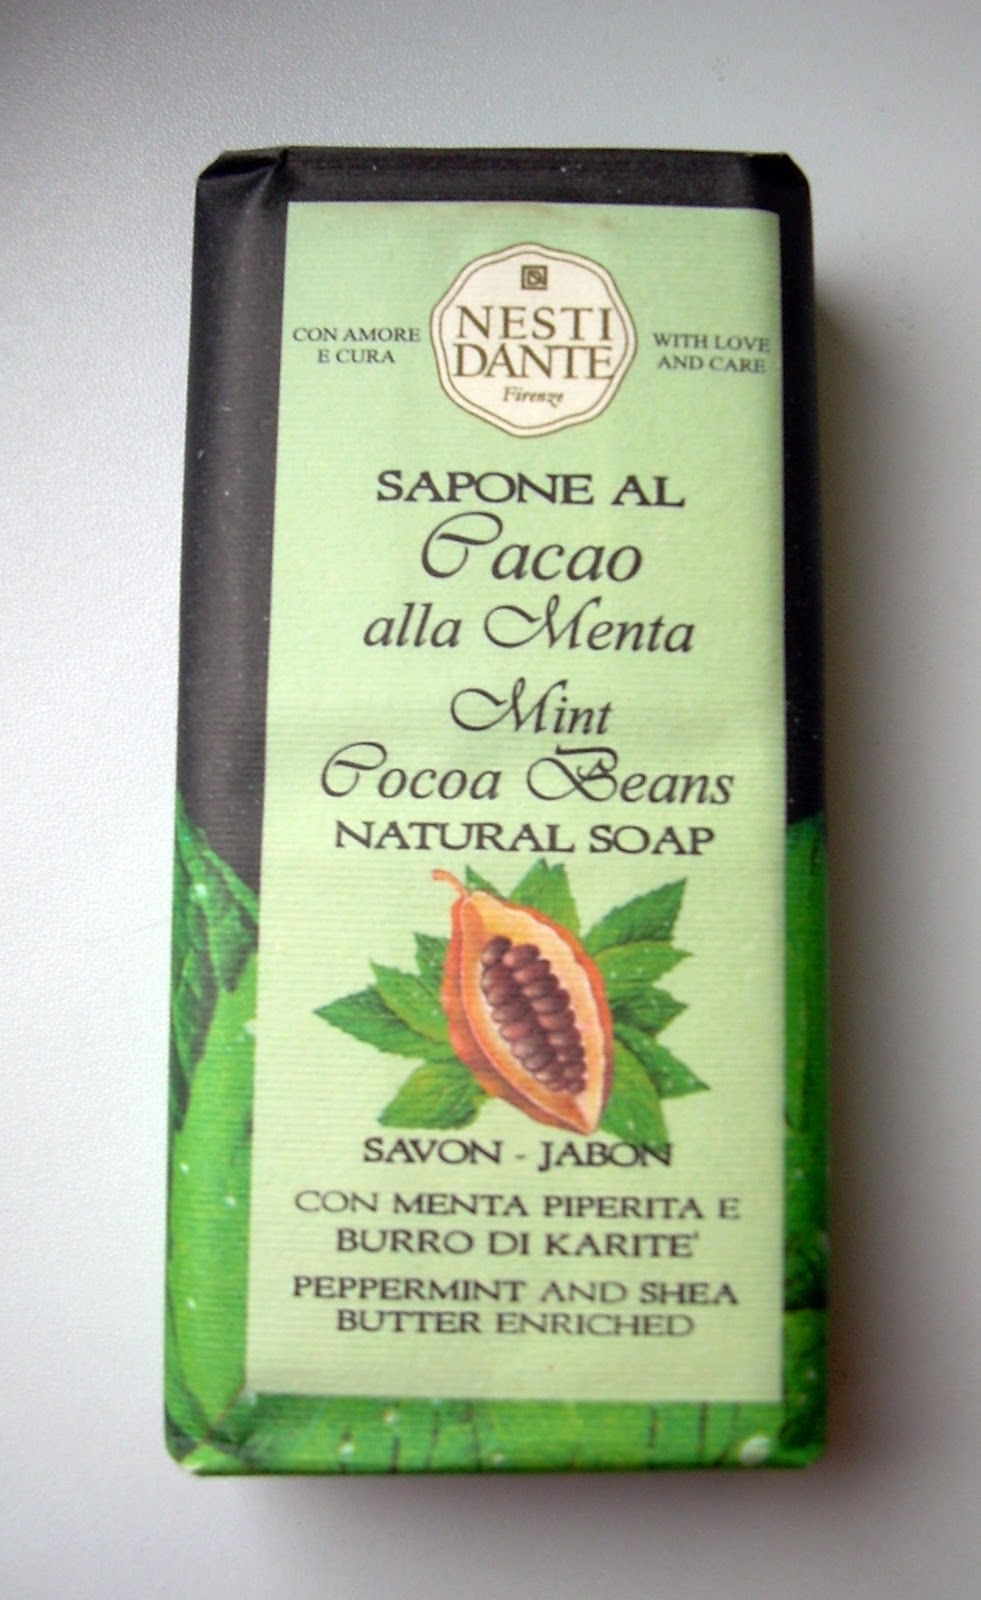 NESTI
DANTE
Firenze
CON AMORE
E CURA
WITH LOVE
AND CARE
SAPONE AL
Cacao
alla Menta
Mint
Cocoa Beans
NATURAL SOAP
SAVON - JABON
CON MENTA PIPERITA E
BURRO DI KARITE'
PEPPERMINT AND SHEA
BUTTER ENRICHED